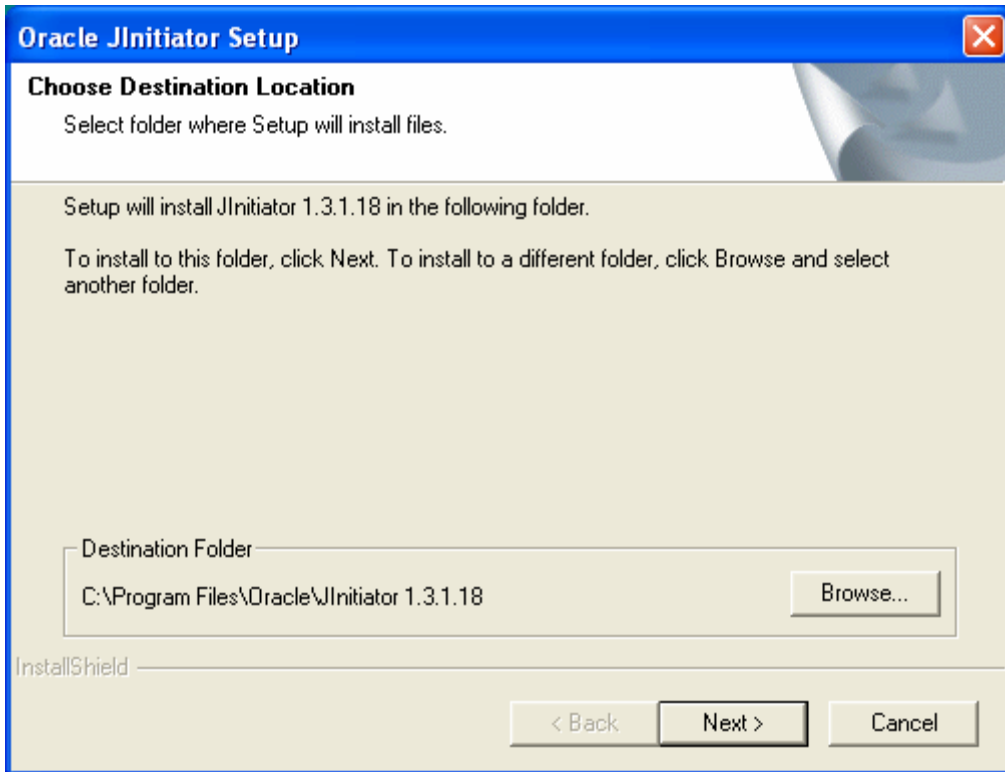 Oracle JInitiator Setup
Choose Destination Location
Select folder where Setup will install files.
Setup will install JInitiator 1.3.1.18 in the following folder.
To install to this folder, click Next. To install to a different folder, click Browse and select
another folder.
Destination Folder
C:\Program Files\Oracle\JInitiator 1.3.1.18
Browse...
InstallShield
< Back
Next >
Cancel